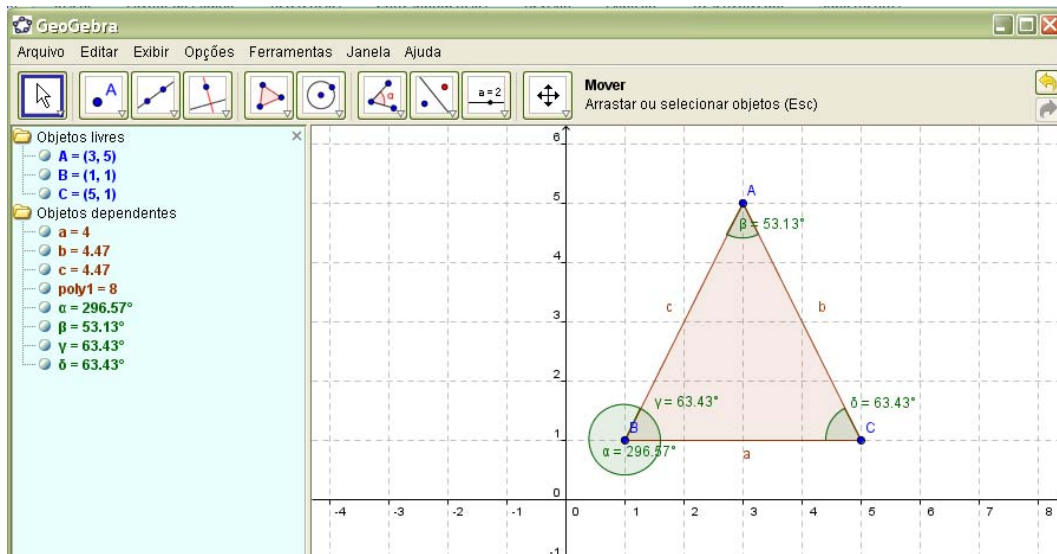 GeoGebra
Arquivo Editar Exibir Opções Ferramentas Janela Ajuda
A
α
a = 2
Mover
Arrastar ou selecionar objetos (Esc)
Objetos livres
A = (3, 5)
B = (1, 1)
C = (5, 1)
Objetos dependentes
a = 4
b = 4.47
c = 4.47
poly1 = 8
α = 296.57°
β = 53.13°
γ = 63.43°
δ = 63.43°
6
5
4
3
2
1
0
-1
-4 -3 -2 -1 0 1 2 3 4 5 6 7 8
A
β = 53.13°
c
b
γ = 63.43°
δ = 63.43°
B
C
α = 296.57°
a